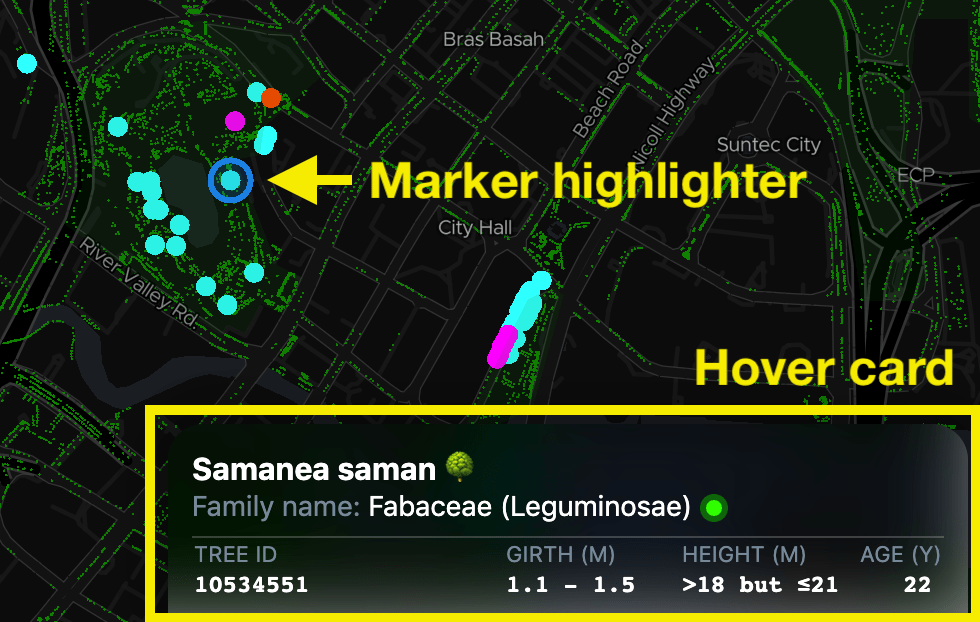 Bras Basah
Beach Road
Nicoll Highway
Suntec City
Marker highlighter
ECP
City Hall
River Valley Rd.
Hover card
Samanea saman
Family name: Fabaceae (Leguminosae)
TREE ID GIRTH (M) HEIGHT (M) AGE (Y)
10534551 1.1 – 1.5 >18 but ≤21 22